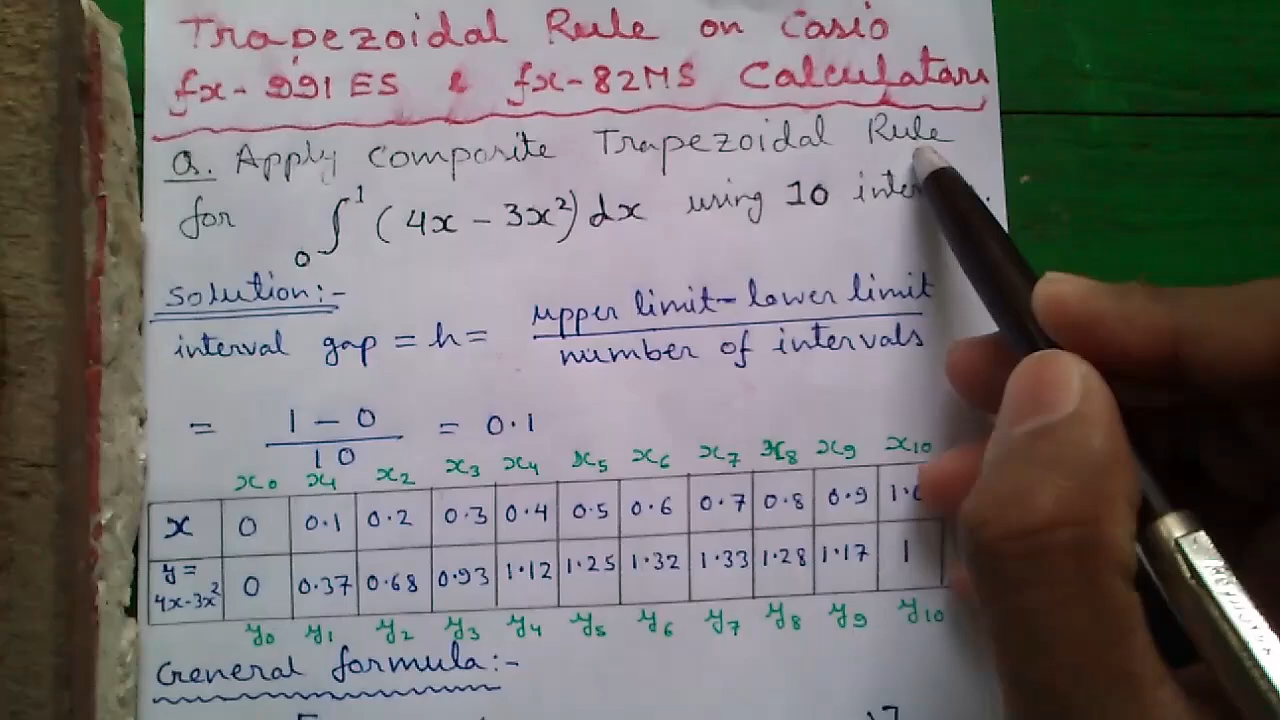 Trapezoidal Rule on Casio
fx-991ES & fx-82MS Calculators
Q. Apply Composite Trapezoidal Rule
for ∫₀¹ (4x - 3x²) dx using 10
Solution:-
interval gap = h = upper limit - lower limit / number of intervals
= 1 - 0 / 10 = 0.1
x₀ x₁ x₂ x₃ x₄ x₅ x₆ x₇ x₈ x₉ x₁₀
x 0 0.1 0.2 0.3 0.4 0.5 0.6 0.7 0.8 0.9
y = 4x-3x² 0 0.37 0.68 0.93 1.12 1.25 1.32 1.33 1.28 1.17 1
y₀ y₁ y₂ y₃ y₄ y₅ y₆ y₇ y₈ y₉ y₁₀
General formula:-